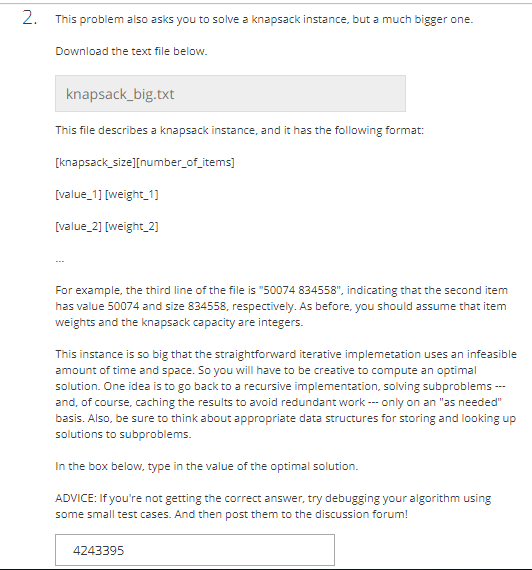 2. This problem also asks you to solve a knapsack instance, but a much bigger one.
Download the text file below.
knapsack_big.txt
This file describes a knapsack instance, and it has the following format:
[knapsack_size][number_of_items]
[value_1] [weight_1]
[value_2] [weight_2]
...
For example, the third line of the file is "50074 834558", indicating that the second item
has value 50074 and size 834558, respectively. As before, you should assume that item
weights and the knapsack capacity are integers.
This instance is so big that the straightforward iterative implemetation uses an infeasible
amount of time and space. So you will have to be creative to compute an optimal
solution. One idea is to go back to a recursive implementation, solving subproblems ---
and, of course, caching the results to avoid redundant work --- only on an "as needed"
basis. Also, be sure to think about appropriate data structures for storing and looking up
solutions to subproblems.
In the box below, type in the value of the optimal solution.
ADVICE: If you're not getting the correct answer, try debugging your algorithm using
some small test cases. And then post them to the discussion forum!
4243395